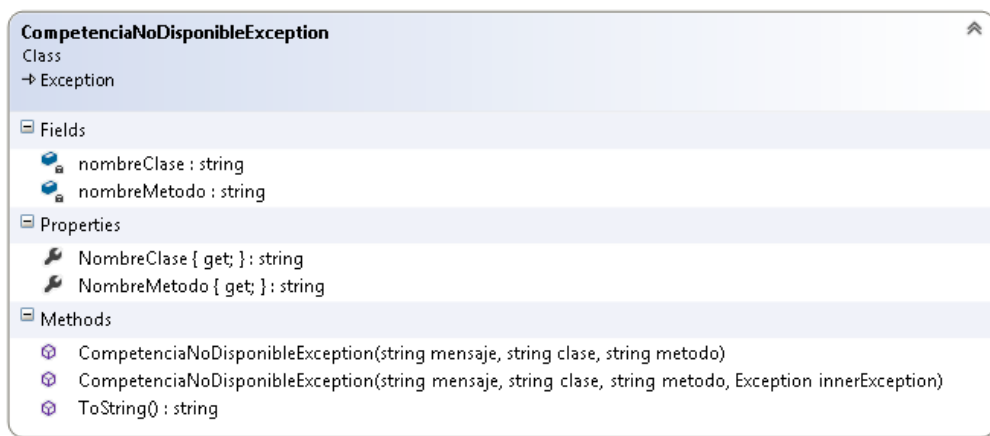 CompetenciaNoDisponibleException
Class
Exception
Fields
nombreClase : string
nombreMetodo : string
Properties
NombreClase { get; } : string
NombreMetodo { get; } : string
Methods
CompetenciaNoDisponibleException(string mensaje, string clase, string metodo)
CompetenciaNoDisponibleException(string mensaje, string clase, string metodo, Exception innerException)
ToString() : string